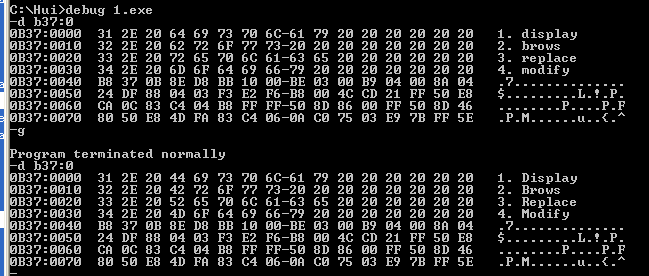 C:\Hui>debug 1.exe
-d b37:0
0B37:0000  31 2E 20 64 69 73 70 6C-61 79 20 20 20 20 20 20   1. display
0B37:0010  32 2E 20 62 72 6F 77 73-20 20 20 20 20 20 20 20   2. brows
0B37:0020  33 2E 20 72 65 70 6C 61-63 65 20 20 20 20 20 20   3. replace
0B37:0030  34 2E 20 6D 6F 64 69 66-79 20 20 20 20 20 20 20   4. modify
0B37:0040  B8 37 0B 8E D8 BB 10 00-BE 03 00 B9 04 00 8A 04   .7..............
0B37:0050  24 DF 88 04 03 F3 E2 F6-B8 00 4C CD 21 FF 50 E8   $.........L.!.P.
0B37:0060  CA 0C 83 C4 04 B8 FF FF-50 8D 86 00 FF 50 8D 46   ........P....P.F
0B37:0070  80 50 E8 4D FA 83 C4 06-0A C0 75 03 E9 7B FF 5E   .P.M......u..{.^
-g

Program terminated normally
-d b37:0
0B37:0000  31 2E 20 44 69 73 70 6C-61 79 20 20 20 20 20 20   1. Display
0B37:0010  32 2E 20 42 72 6F 77 73-20 20 20 20 20 20 20 20   2. Brows
0B37:0020  33 2E 20 52 65 70 6C 61-63 65 20 20 20 20 20 20   3. Replace
0B37:0030  34 2E 20 4D 6F 64 69 66-79 20 20 20 20 20 20 20   4. Modify
0B37:0040  B8 37 0B 8E D8 BB 10 00-BE 03 00 B9 04 00 8A 04   .7..............
0B37:0050  24 DF 88 04 03 F3 E2 F6-B8 00 4C CD 21 FF 50 E8   $.........L.!.P.
0B37:0060  CA 0C 83 C4 04 B8 FF FF-50 8D 86 00 FF 50 8D 46   ........P....P.F
0B37:0070  80 50 E8 4D FA 83 C4 06-0A C0 75 03 E9 7B FF 5E   .P.M......u..{.^
-